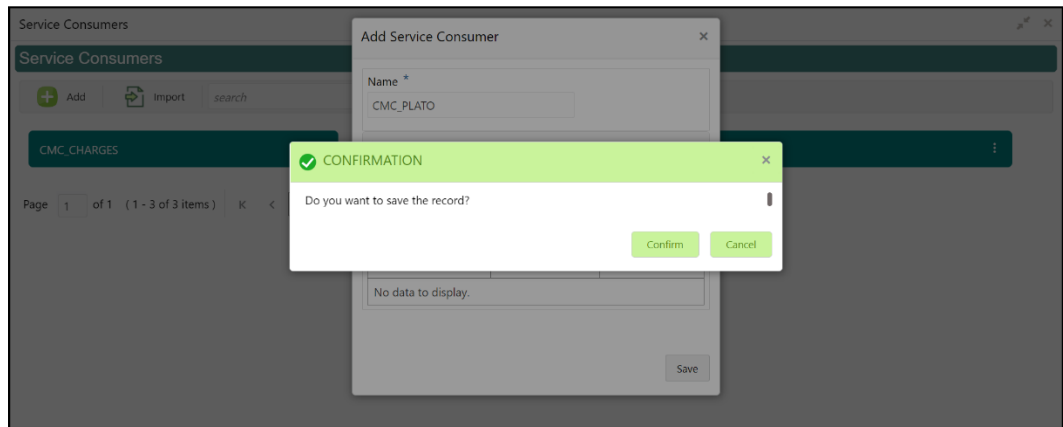 Service Consumers
Service Consumers
Add Import search
CMC_CHARGES
Page 1 of 1 (1 - 3 of 3 items) K <
Add Service Consumer ×
Name *
CMC_PLATO
CONFIRMATION ×
Do you want to save the record?
Confirm Cancel
No data to display.
Save